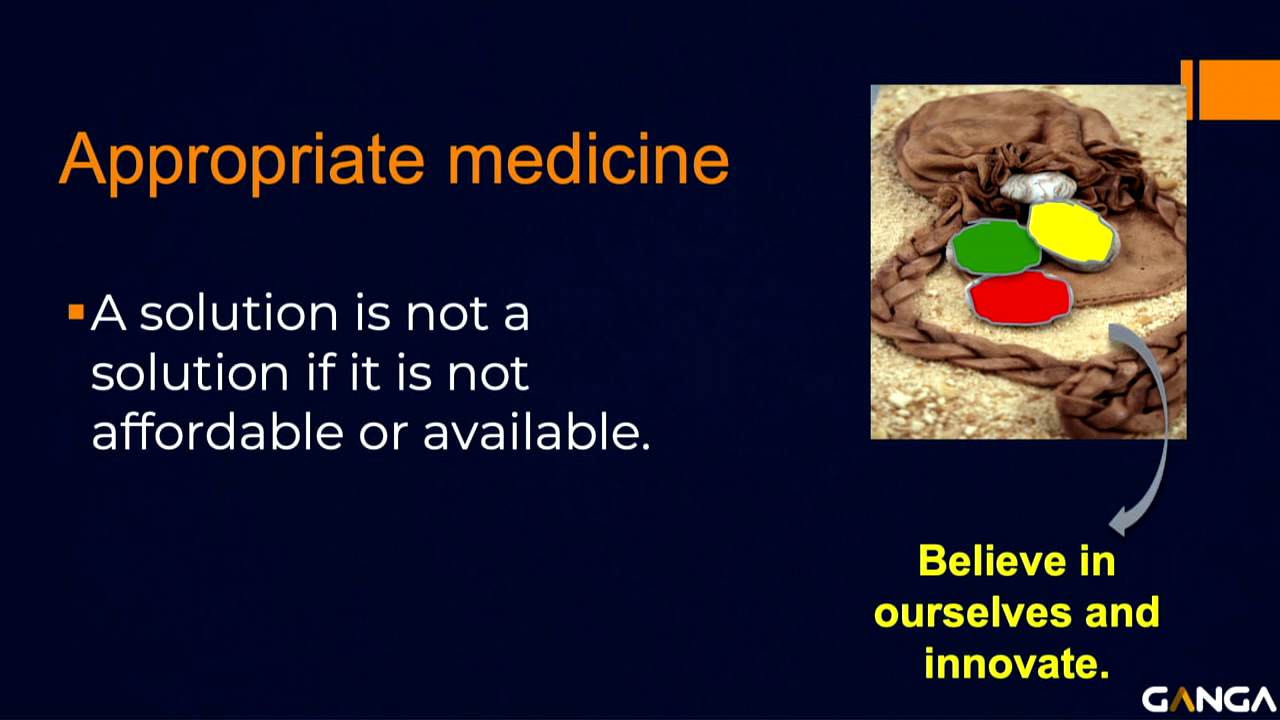 Appropriate medicine
A solution is not a
solution if it is not
affordable or available.
Believe in
ourselves and
innovate.
GANGA